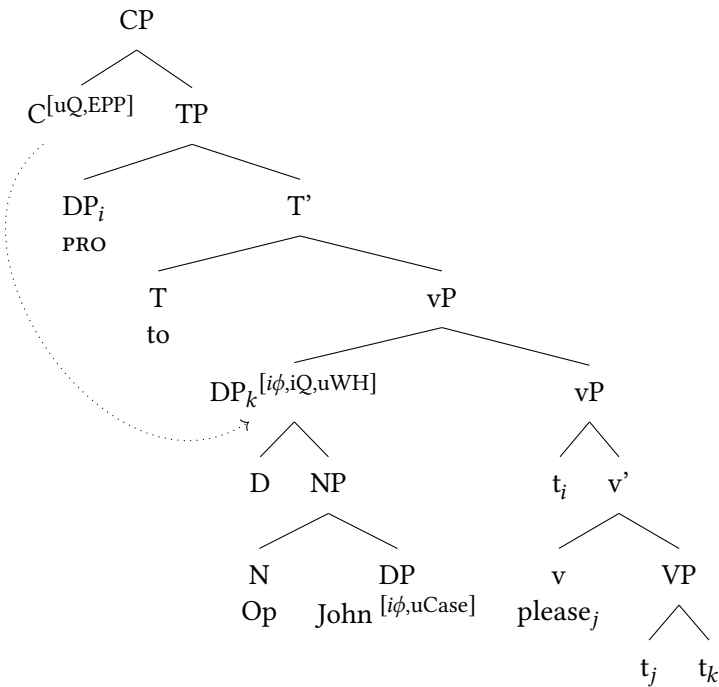 CP
C[uQ,EPP] TP
DPi T’
PRO
T vP
to
DPk[iϕ,iQ,uWH] vP
D NP ti v’
N DP v VP
Op John [iϕ,uCase] pleasej
tj tk